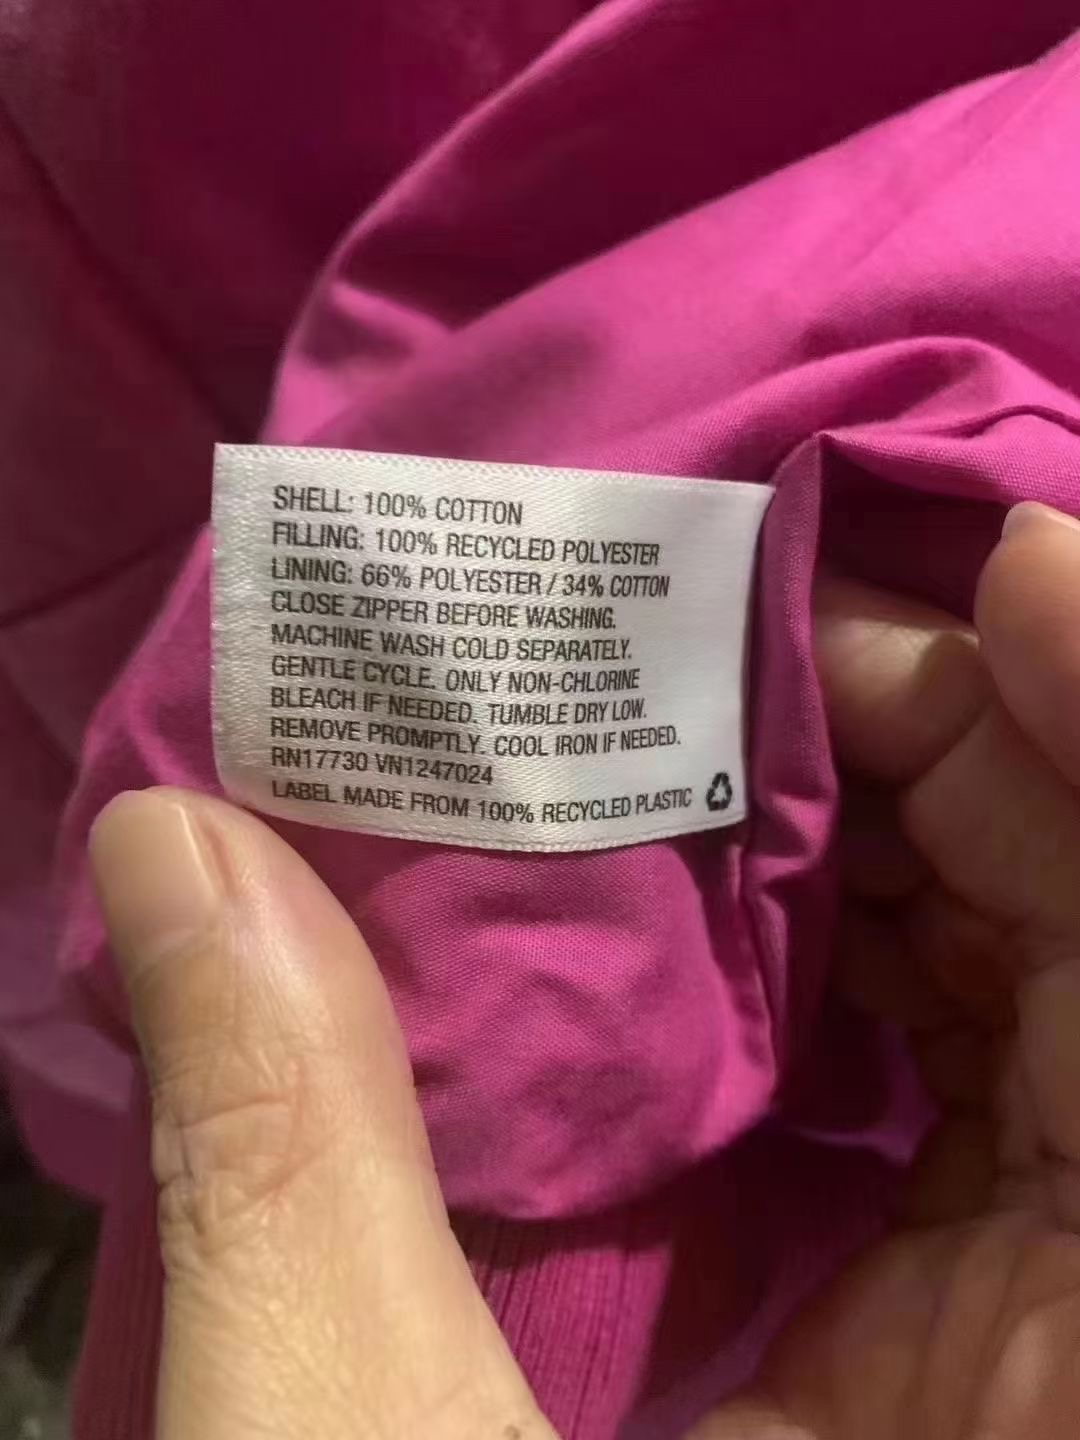 SHELL: 100% COTTON
FILLING: 100% RECYCLED POLYESTER
LINING: 66% POLYESTER / 34% COTTON
CLOSE ZIPPER BEFORE WASHING.
MACHINE WASH COLD SEPARATELY.
GENTLE CYCLE. ONLY NON-CHLORINE
BLEACH IF NEEDED. TUMBLE DRY LOW.
REMOVE PROMPTLY. COOL IRON IF NEEDED.
RN17730 VN1247024
LABEL MADE FROM 100% RECYCLED PLASTIC